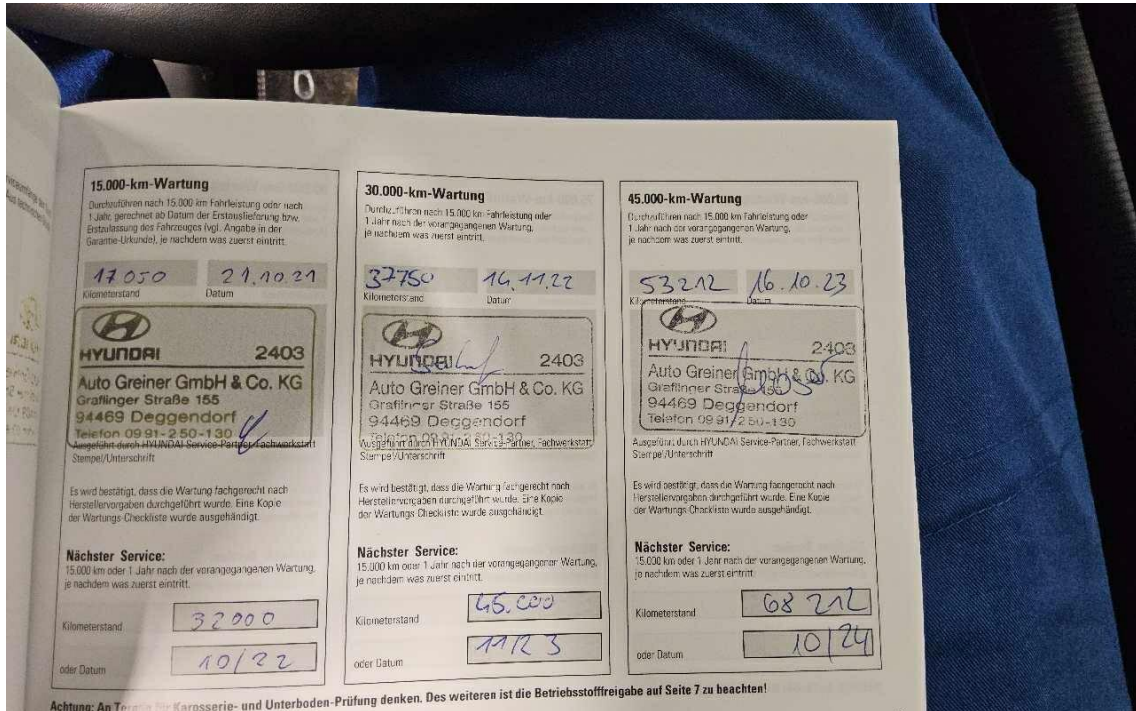 15.000-km-Wartung
Durchzuführen nach 15.000 km Fahrleistung oder nach
1 Jahr, gerechnet ab Datum der Erstauslieferung bzw.
Erstzulassung des Fahrzeuges (vgl. Angabe in der
Garantie-Urkunde), je nachdem was zuerst eintritt.
17050 21.10.21
Kilometerstand Datum
HYUNDAI 2403
Auto Greiner GmbH & Co. KG
Graflinger Straße 155
94469 Deggendorf
Telefon 09 91-250-130
Ausgeführt durch HYUNDAI Service-Partner, Fachwerkstatt
Stempel/Unterschrift
Es wird bestätigt, dass die Wartung fachgerecht nach
Herstellervorgaben durchgeführt wurde. Eine Kopie
der Wartungs-Checkliste wurde ausgehändigt.
Nächster Service:
15.000 km oder 1 Jahr nach der vorangegangenen Wartung,
je nachdem was zuerst eintritt.
Kilometerstand 32000
oder Datum 10/22
30.000-km-Wartung
Durchzuführen nach 15.000 km Fahrleistung oder
1 Jahr nach der vorangegangenen Wartung,
je nachdem was zuerst eintritt.
37750 14.11.22
Kilometerstand Datum
HYUNDAI 2403
Auto Greiner GmbH & Co. KG
Graflinger Straße 155
94469 Deggendorf
Telefon 09 91/250-130
Ausgeführt durch HYUNDAI Service-Partner, Fachwerkstatt
Stempel/Unterschrift
Es wird bestätigt, dass die Wartung fachgerecht nach
Herstellervorgaben durchgeführt wurde. Eine Kopie
der Wartungs-Checkliste wurde ausgehändigt.
Nächster Service:
15.000 km oder 1 Jahr nach der vorangegangenen Wartung,
je nachdem was zuerst eintritt.
Kilometerstand 45.000
oder Datum 11/23
45.000-km-Wartung
Durchzuführen nach 15.000 km Fahrleistung oder
1 Jahr nach der vorangegangenen Wartung,
je nachdem was zuerst eintritt.
53212 16.10.23
Kilometerstand Datum
HYUNDAI 2403
Auto Greiner GmbH & Co. KG
Graflinger Straße 155
94469 Deggendorf
Telefon 09 91/250-130
Ausgeführt durch HYUNDAI Service-Partner, Fachwerkstatt
Stempel/Unterschrift
Es wird bestätigt, dass die Wartung fachgerecht nach
Herstellervorgaben durchgeführt wurde. Eine Kopie
der Wartungs-Checkliste wurde ausgehändigt.
Nächster Service:
15.000 km oder 1 Jahr nach der vorangegangenen Wartung,
je nachdem was zuerst eintritt.
Kilometerstand 68212
oder Datum 10/24
Achtung: An Karosserie- und Unterboden-Prüfung denken. Des weiteren ist die Betriebsstofffreigabe auf Seite 7 zu beachten!